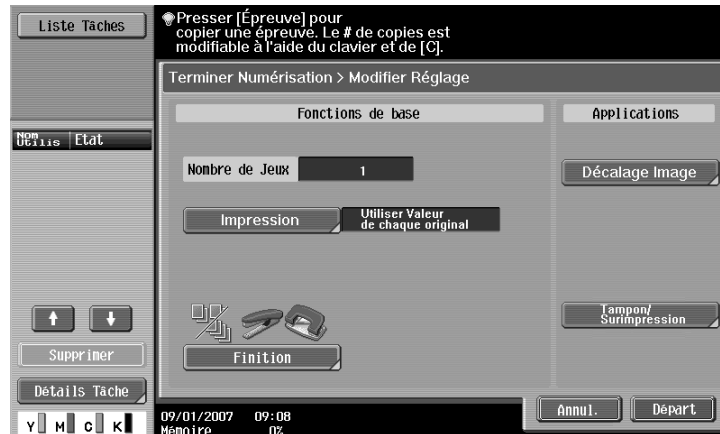 Liste Tâches
Presser [Épreuve] pour
copier une épreuve. Le # de copies est
modifiable à l'aide du clavier et de [C].
Terminer Numérisation > Modifier Réglage
Fonctions de base
Applications
Nom
Utilis
Etat
Nombre de Jeux
1
Décalage Image
Impression
Utiliser Valeur
de chaque original
Tampon/
Surimpression
Finition
Supprimer
Détails Tâche
Annul.
Départ
Y M C K
09/01/2007 09:08
Mémoire 0%